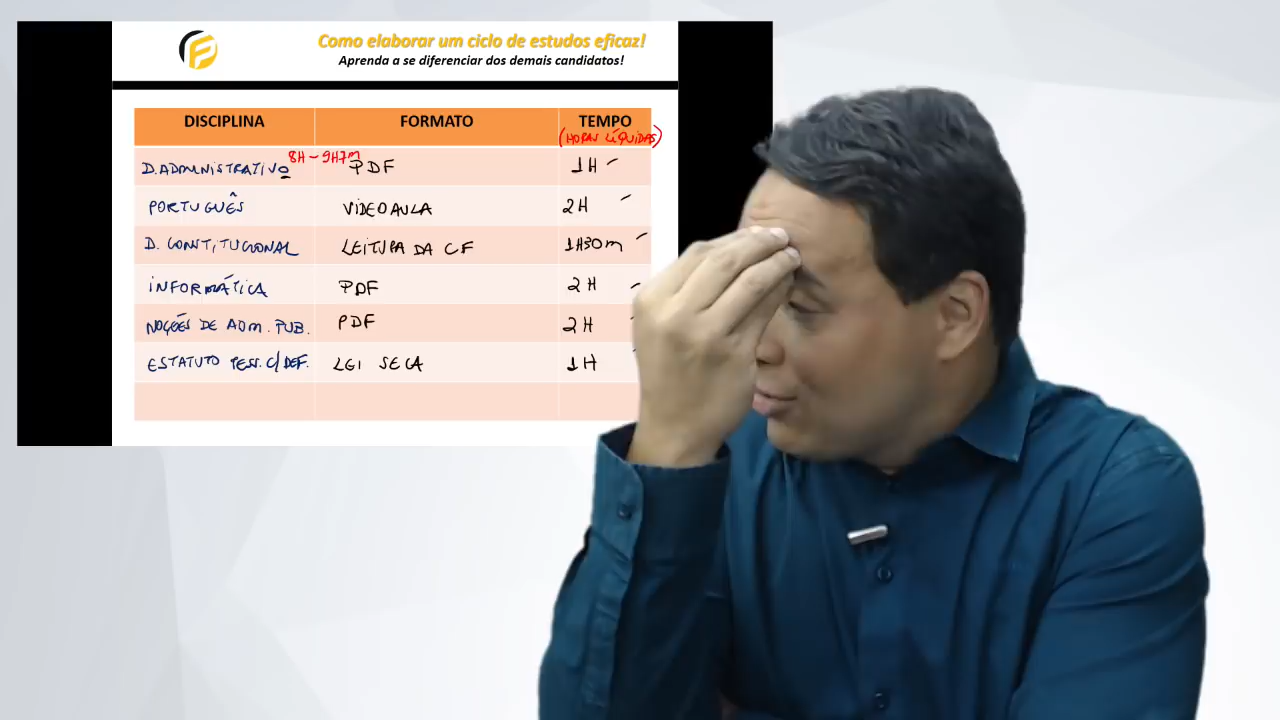 Como elaborar um ciclo de estudos eficaz!
Aprenda a se diferenciar dos demais candidatos!
DISCIPLINA FORMATO TEMPO
(HORAS LÍQUIDAS)
8H - 9H7m
D. ADMINISTRATIVO PDF 1H
PORTUGUÊS VIDEOAULA 2H
D. CONSTITUCIONAL LEITURA DA CF 1H30m
INFORMÁTICA PDF 2H
NOÇÕES DE ADM. PUB. PDF 2H
ESTATUTO PESS. C/DEF. LEI SECA 1H